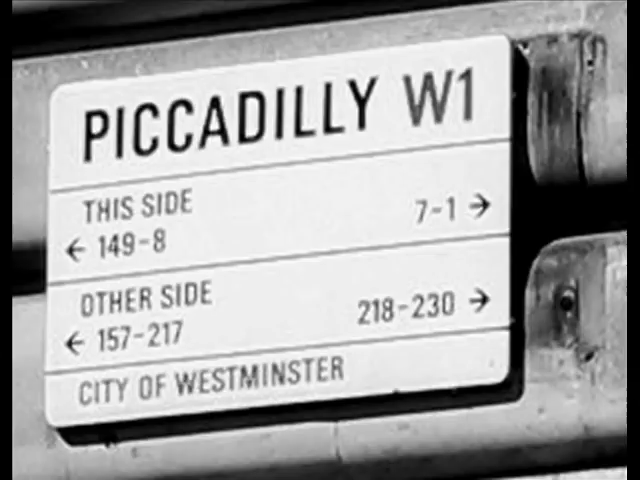 PICCADILLY W1
THIS SIDE
← 149-8 7-1 →
OTHER SIDE
← 157-217 218-230 →
CITY OF WESTMINSTER